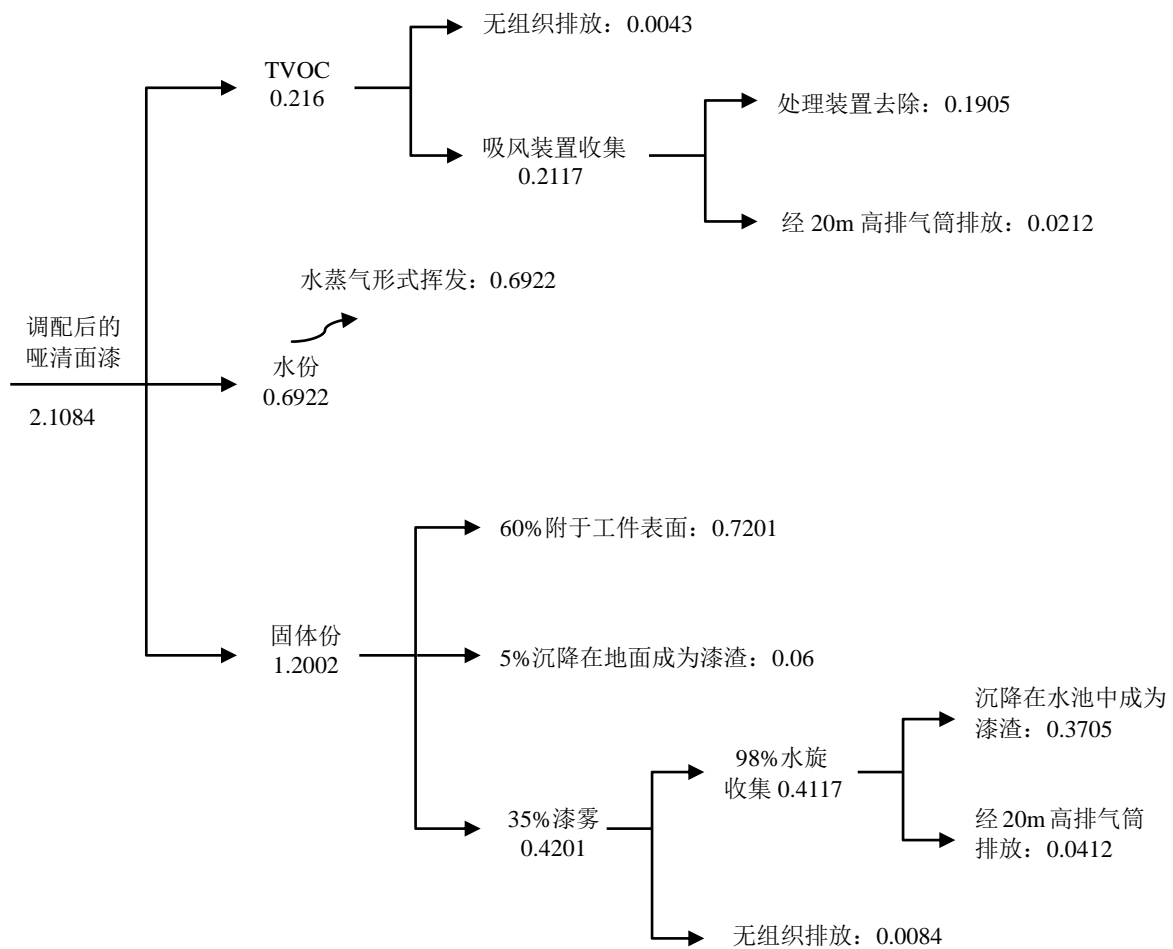 无组织排放：0.0043
TVOC
0.216
处理装置去除：0.1905
吸风装置收集
0.2117
经 20m 高排气筒排放：0.0212
水蒸气形式挥发：0.6922
调配后的
哑清面漆
2.1084
水份
0.6922
60%附于工件表面：0.7201
固体份
1.2002
5%沉降在地面成为漆渣：0.06
沉降在水池中成为
漆渣：0.3705
98%水旋
收集 0.4117
35%漆雾
0.4201
经 20m 高排气筒
排放：0.0412
无组织排放：0.0084